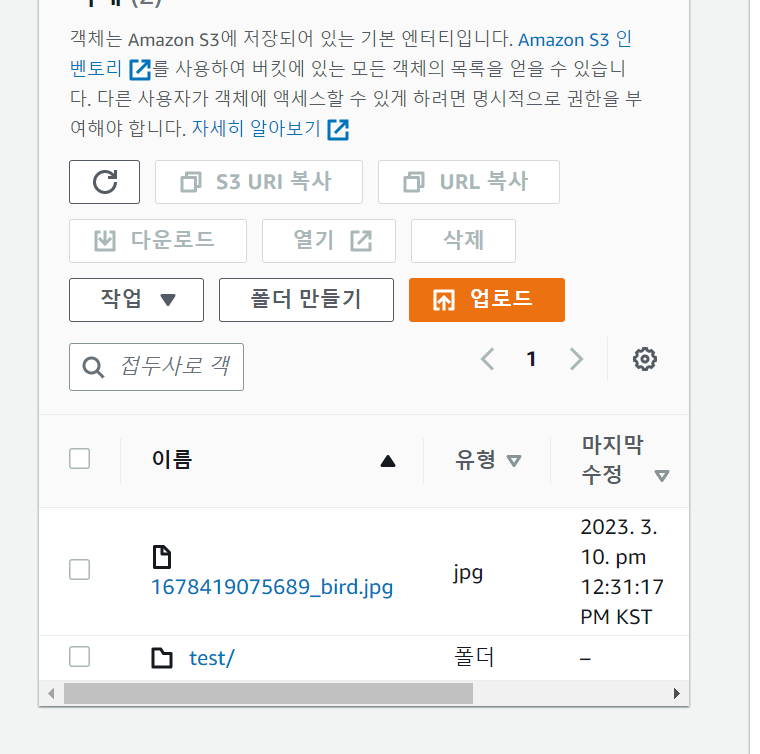 (2)
객체는 Amazon S3에 저장되어 있는 기본 엔터티입니다. Amazon S3 인
벤토리 를 사용하여 버킷에 있는 모든 객체의 목록을 얻을 수 있습니
다. 다른 사용자가 객체에 액세스할 수 있게 하려면 명시적으로 권한을 부
여해야 합니다. 자세히 알아보기
S3 URI 복사 URL 복사
다운로드 열기 삭제
작업 폴더 만들기 업로드
접두사로 객
1
이름 유형 마지막
수정
2023. 3.
10. pm
12:31:17
PM KST
1678419075689_bird.jpg jpg
test/ 폴더 –